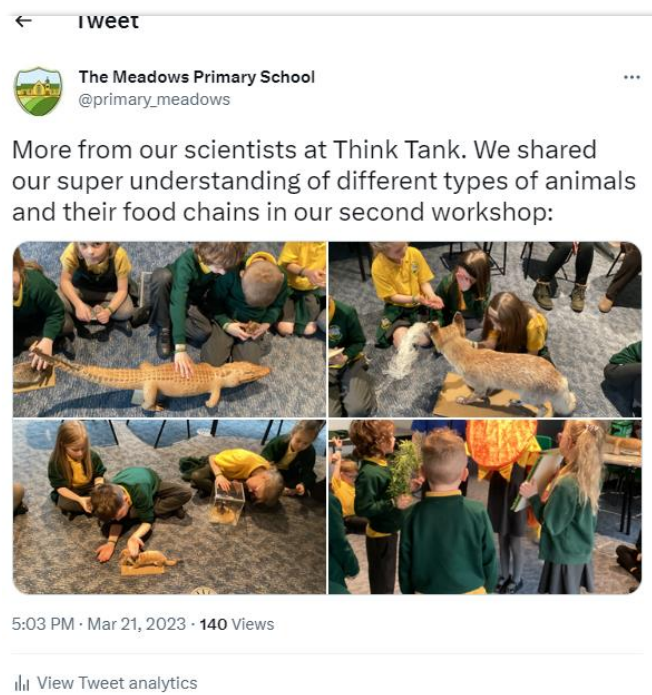 Tweet
The Meadows Primary School
@primary_meadows
More from our scientists at Think Tank. We shared
our super understanding of different types of animals
and their food chains in our second workshop:
5:03 PM · Mar 21, 2023 · 140 Views
View Tweet analytics